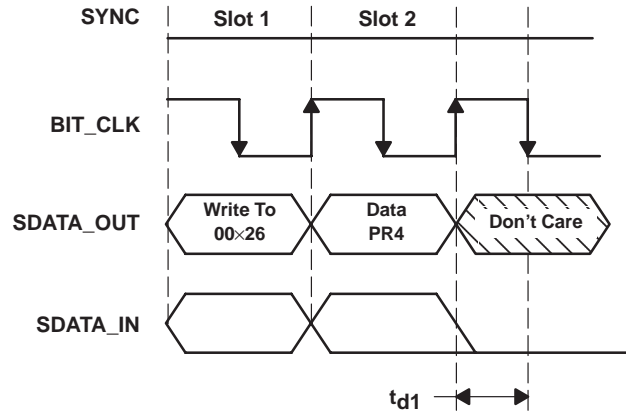 SYNC
Slot 1
Slot 2
BIT_CLK
SDATA_OUT
Write To
00×26
Data
PR4
Don't Care
SDATA_IN
td1